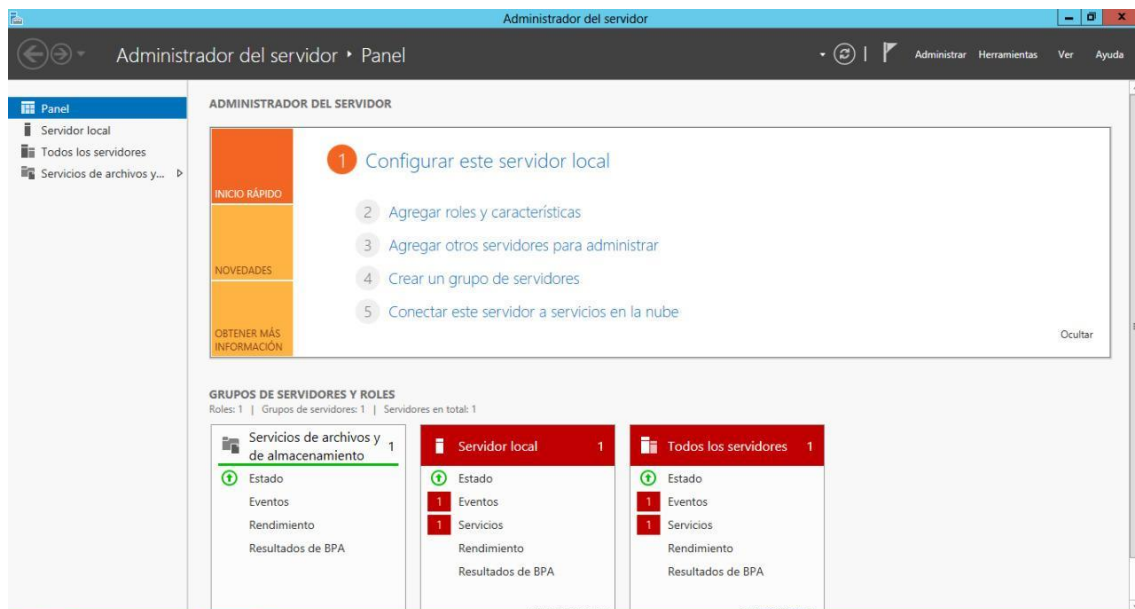 Administrador del servidor
Administrador del servidor ‣ Panel
Administrar Herramientas Ver Ayuda
Panel
Servidor local
Todos los servidores
Servicios de archivos y...
ADMINISTRADOR DEL SERVIDOR
INICIO RÁPIDO
NOVEDADES
OBTENER MÁS
INFORMACIÓN
1 Configurar este servidor local
2 Agregar roles y características
3 Agregar otros servidores para administrar
4 Crear un grupo de servidores
5 Conectar este servidor a servicios en la nube
Ocultar
GRUPOS DE SERVIDORES Y ROLES
Roles: 1 | Grupos de servidores: 1 | Servidores en total: 1
Servicios de archivos y
de almacenamiento 1
Estado
Eventos
Rendimiento
Resultados de BPA
Servidor local 1
Estado
1 Eventos
1 Servicios
Rendimiento
Resultados de BPA
Todos los servidores 1
Estado
1 Eventos
1 Servicios
Rendimiento
Resultados de BPA